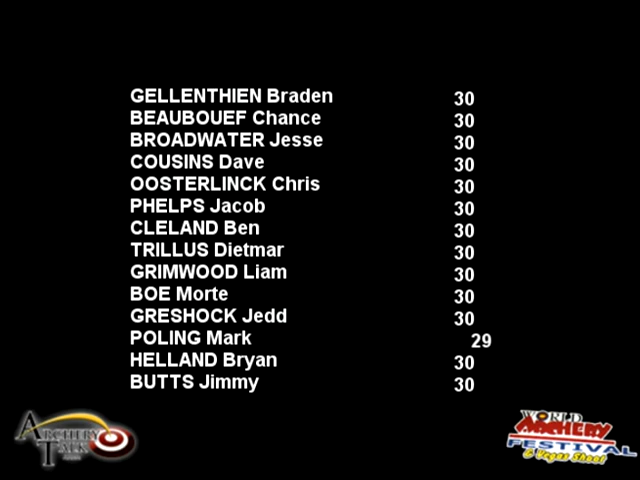 GELLENTHIEN Braden 30
BEAUBOUEF Chance 30
BROADWATER Jesse 30
COUSINS Dave 30
OOSTERLINCK Chris 30
PHELPS Jacob 30
CLELAND Ben 30
TRILLUS Dietmar 30
GRIMWOOD Liam 30
BOE Morte 30
GRESHOCK Jedd 30
POLING Mark 29
HELLAND Bryan 30
BUTTS Jimmy 30
ARCHERY
TALK
WORLD
ARCHERY
FESTIVAL
& Vegas Shoot